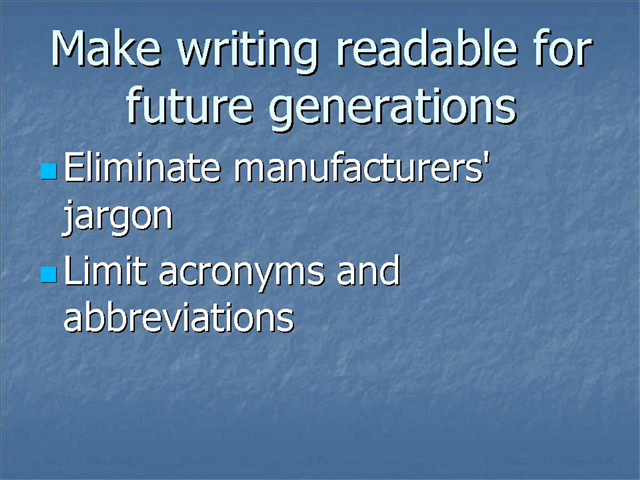 Make writing readable for
future generations
Eliminate manufacturers'
jargon
Limit acronyms and
abbreviations